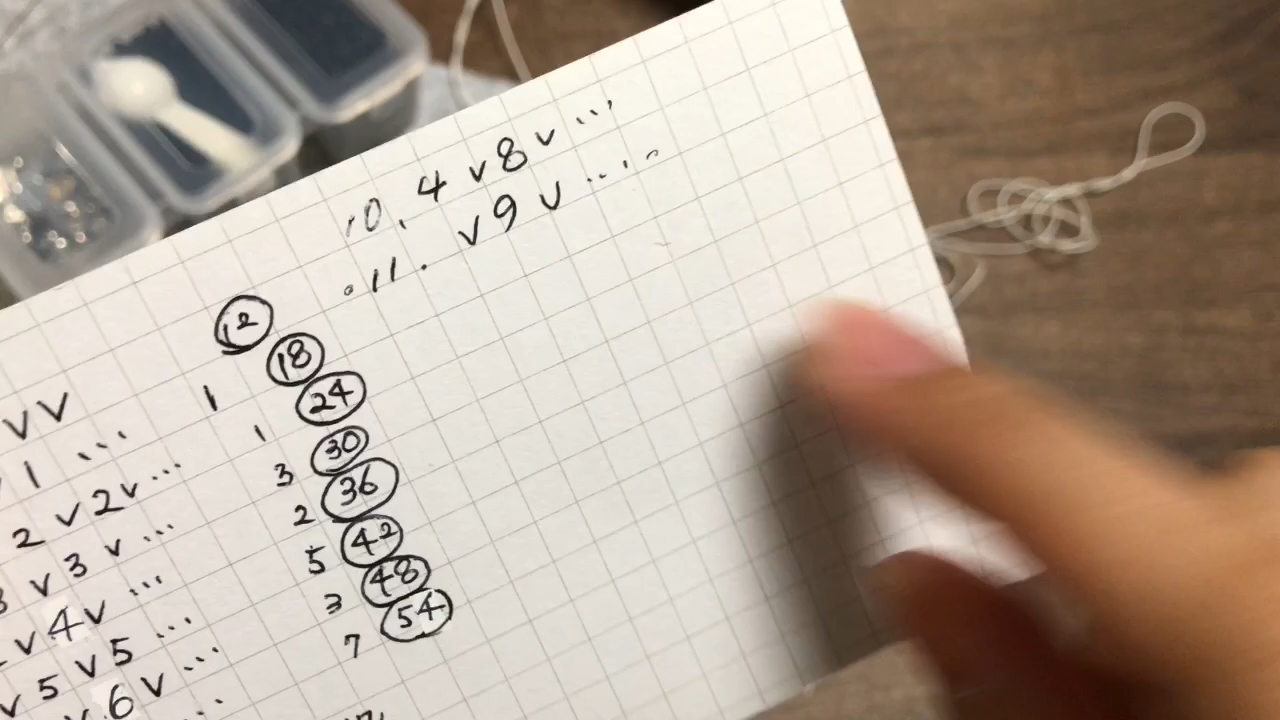 10. 4 v 8 v ...
. 11. v 9 v ....
12
v v
1
18
1 ...
1
24
2 v 2 v ...
3
30
3 v 3 v ...
2
36
v 4 v ...
5
42
v 5 v 5 ...
3
48
v 6 v ...
7
54
...